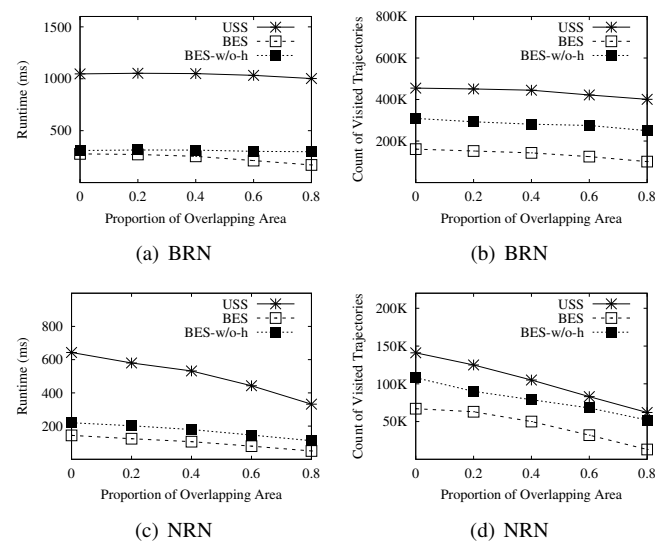 1500
1000
500
Runtime (ms)
USS
BES
BES-w/o-h
0 0.2 0.4 0.6 0.8
Proportion of Overlapping Area
(a) BRN
800K
600K
400K
200K
Count of Visited Trajectories
USS
BES
BES-w/o-h
0 0.2 0.4 0.6 0.8
Proportion of Overlapping Area
(b) BRN
800
600
400
200
Runtime (ms)
USS
BES
BES-w/o-h
0 0.2 0.4 0.6 0.8
Proportion of Overlapping Area
(c) NRN
200K
150K
100K
50K
Count of Visited Trajectories
USS
BES
BES-w/o-h
0 0.2 0.4 0.6 0.8
Proportion of Overlapping Area
(d) NRN